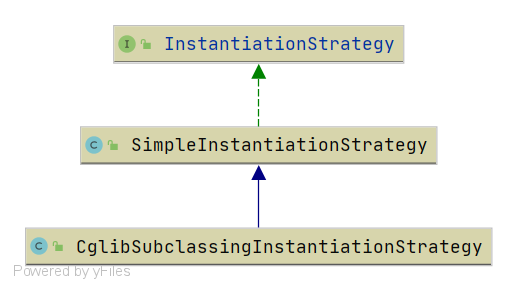 InstantiationStrategy
SimpleInstantiationStrategy
CglibSubclassingInstantiationStrategy
Powered by yFiles